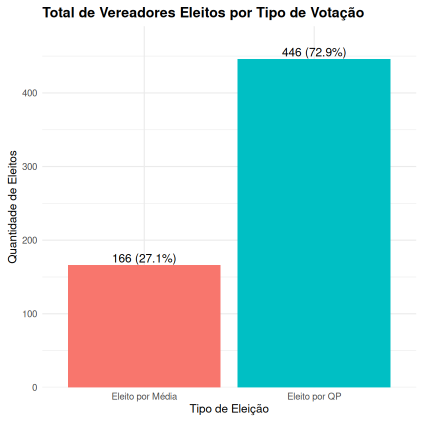 Total de Vereadores Eleitos por Tipo de Votação
446 (72.9%)
400
300
200
166 (27.1%)
100
0
Quantidade de Eleitos
Eleito por Média
Eleito por QP
Tipo de Eleição